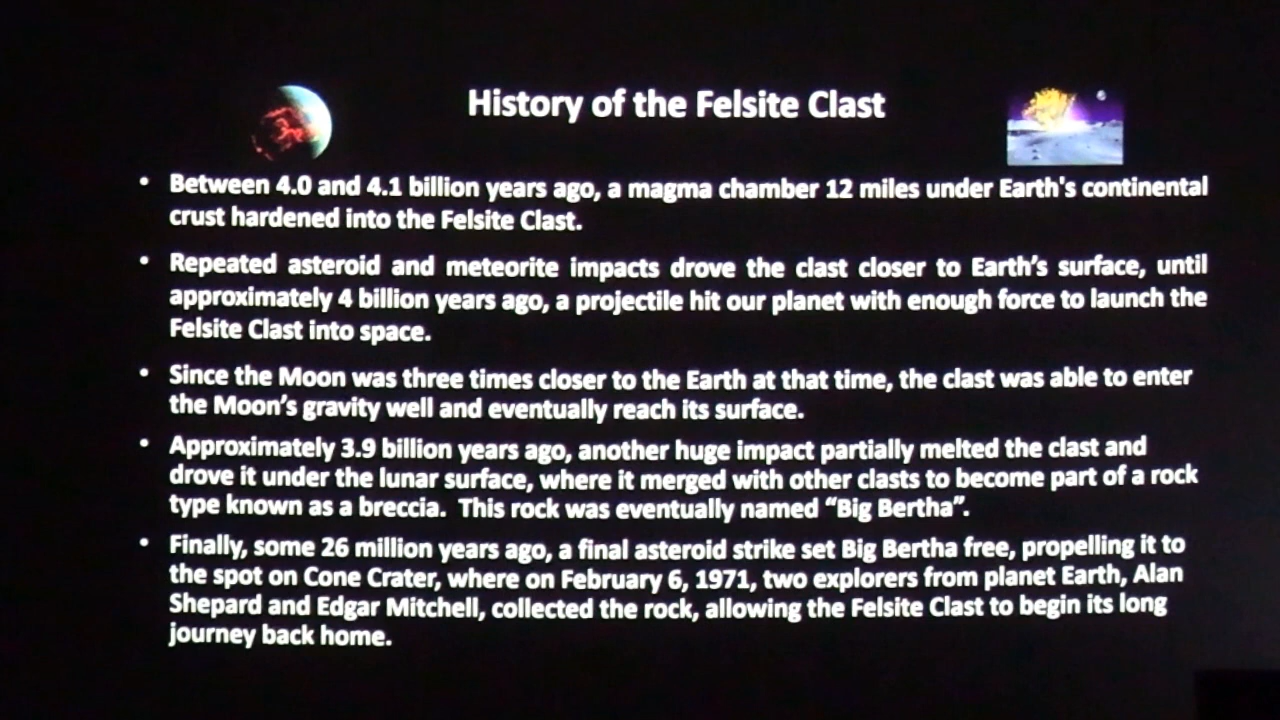 History of the Felsite Clast
• Between 4.0 and 4.1 billion years ago, a magma chamber 12 miles under Earth's continental
crust hardened into the Felsite Clast.
• Repeated asteroid and meteorite impacts drove the clast closer to Earth’s surface, until
approximately 4 billion years ago, a projectile hit our planet with enough force to launch the
Felsite Clast into space.
• Since the Moon was three times closer to the Earth at that time, the clast was able to enter
the Moon’s gravity well and eventually reach its surface.
• Approximately 3.9 billion years ago, another huge impact partially melted the clast and
drove it under the lunar surface, where it merged with other clasts to become part of a rock
type known as a breccia.  This rock was eventually named “Big Bertha”.
• Finally, some 26 million years ago, a final asteroid strike set Big Bertha free, propelling it to
the spot on Cone Crater, where on February 6, 1971, two explorers from planet Earth, Alan
Shepard and Edgar Mitchell, collected the rock, allowing the Felsite Clast to begin its long
journey back home.